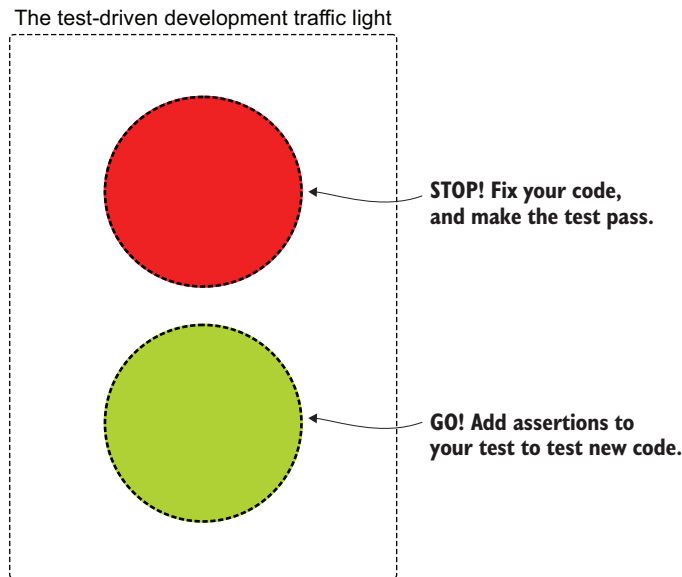 The test-driven development traffic light
STOP! Fix your code,
and make the test pass.
GO! Add assertions to
your test to test new code.